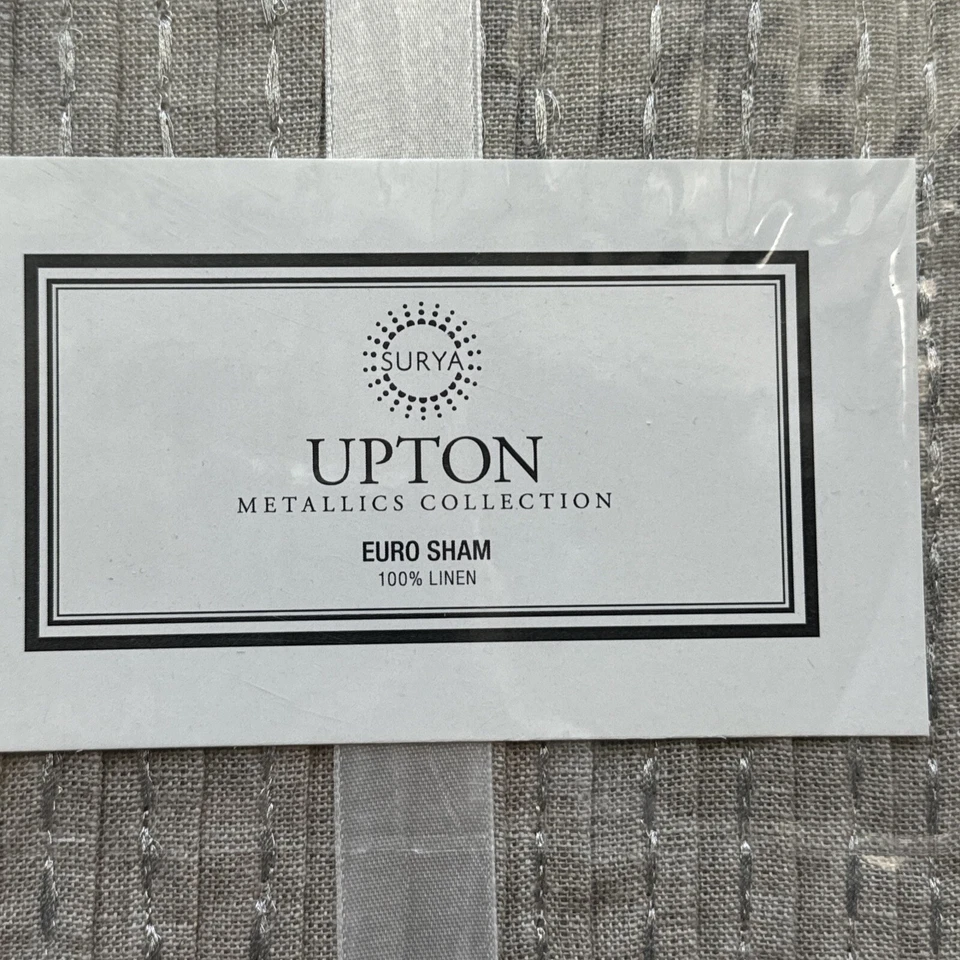 SURYA
UPTON
METALLICS COLLECTION
EURO SHAM
100% LINEN